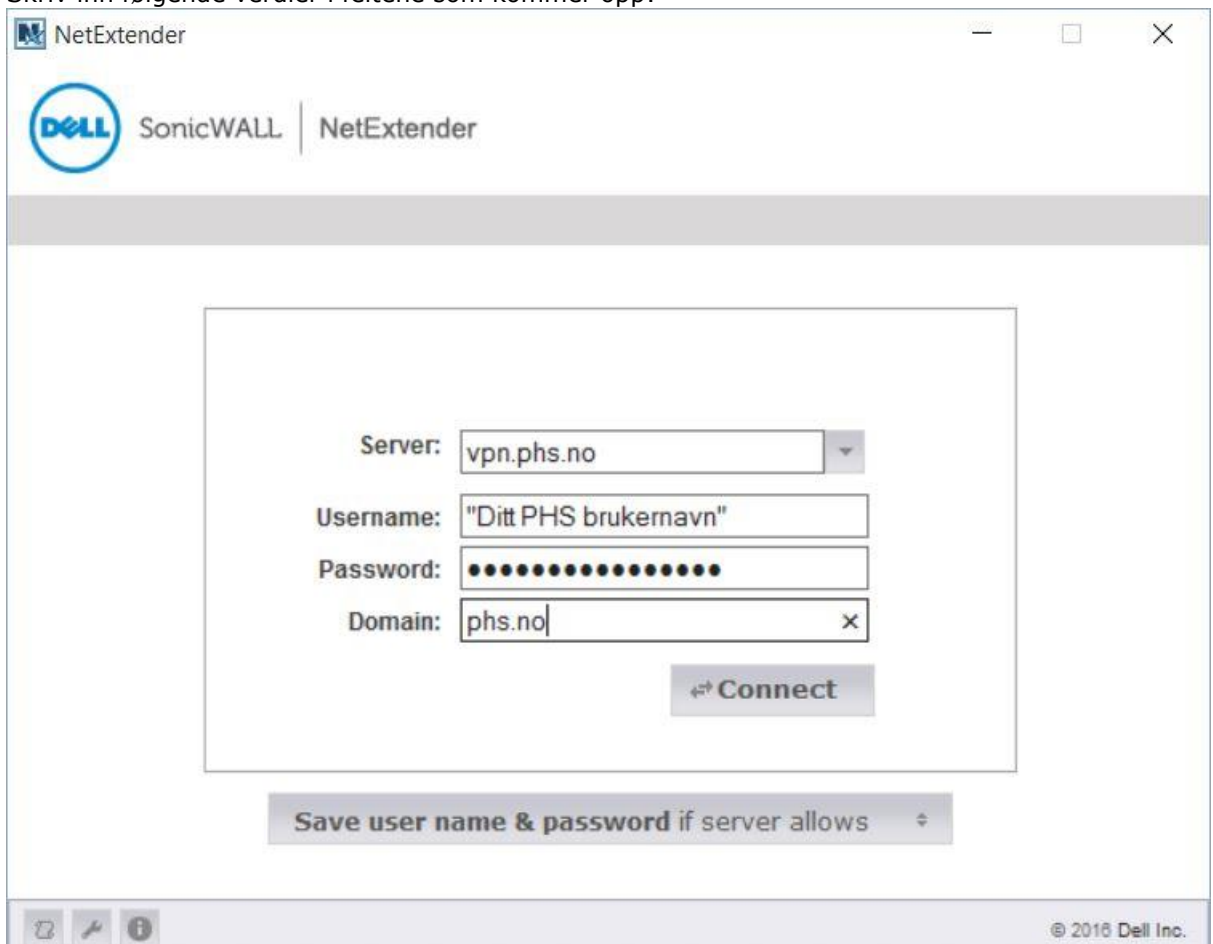 Skriv inn følgende verdier i feltene som kommer opp:
NetExtender
DELL SonicWALL | NetExtender
Server: vpn.phs.no
Username: "Ditt PHS brukernavn"
Password: ●●●●●●●●●●●●●●●●
Domain: phs.no
Connect
Save user name & password if server allows
© 2016 Dell Inc.